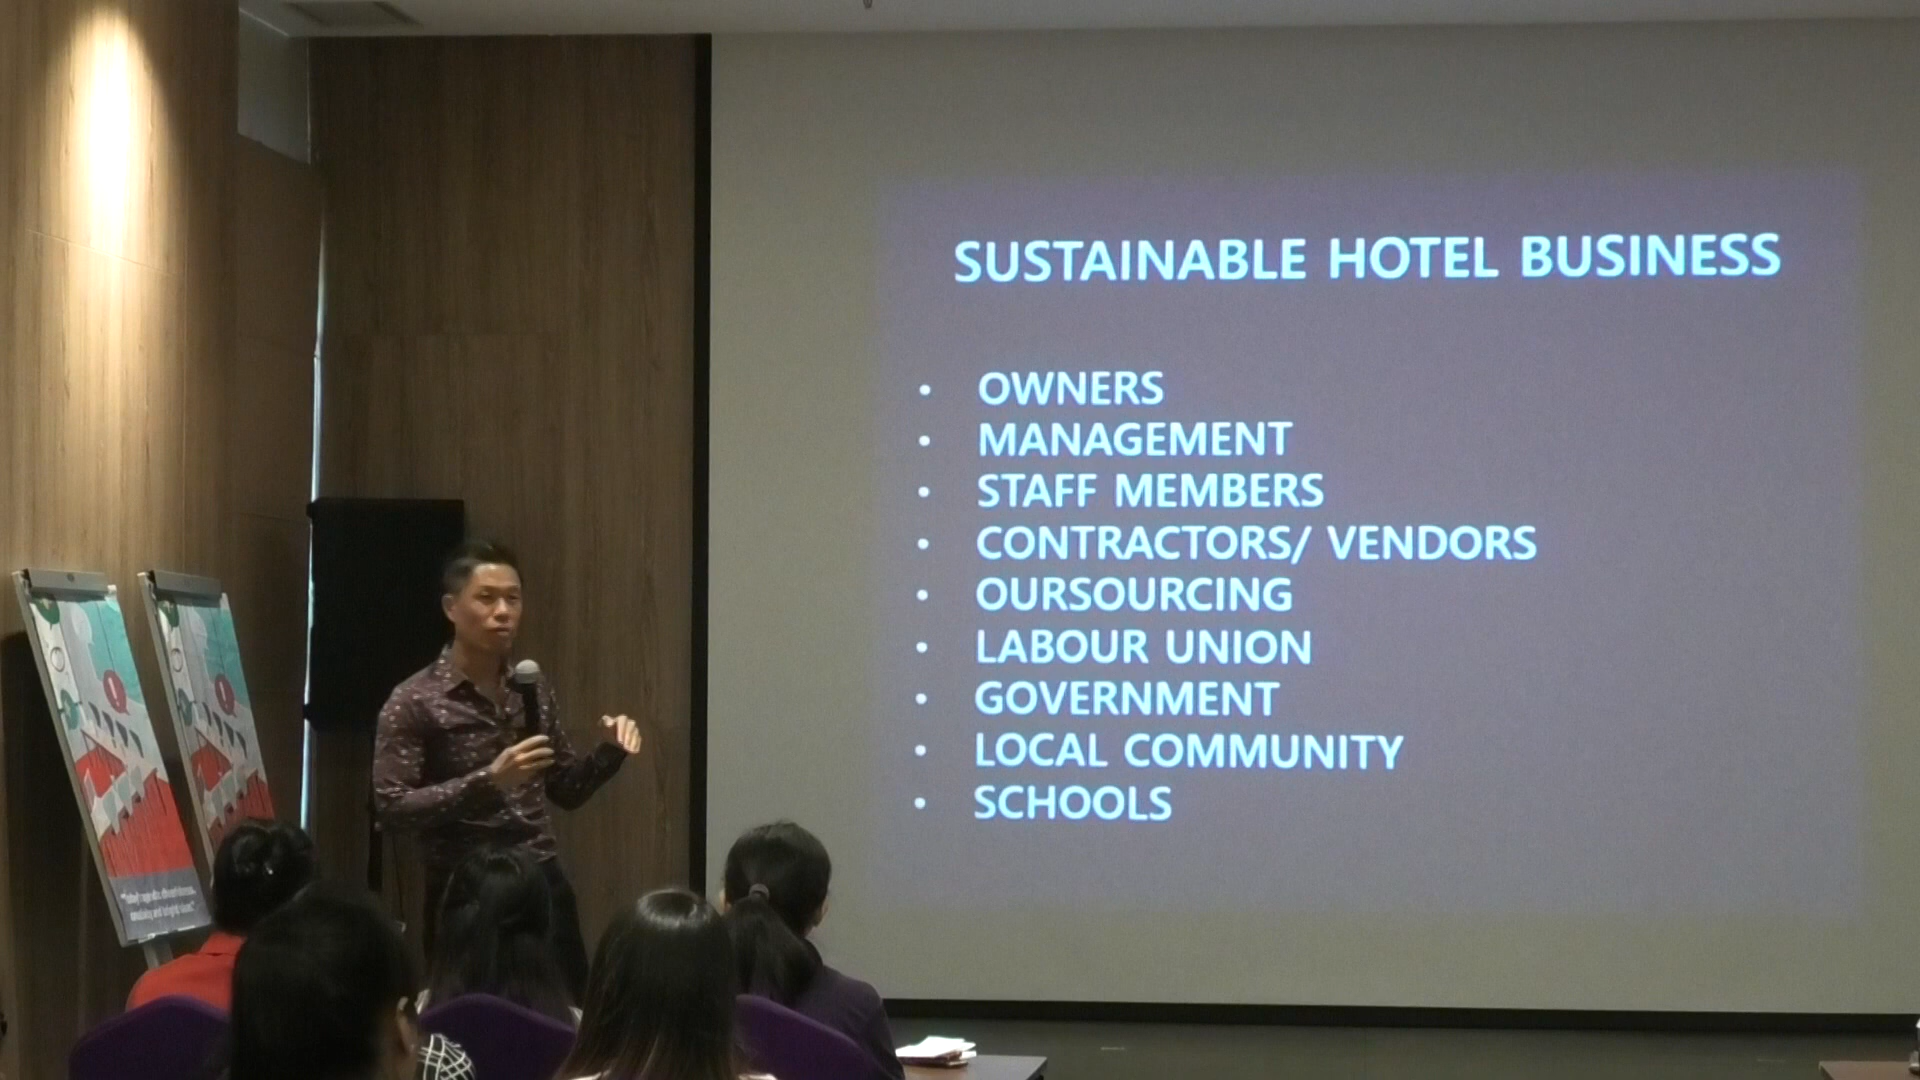 SUSTAINABLE HOTEL BUSINESS
• OWNERS
• MANAGEMENT
• STAFF MEMBERS
• CONTRACTORS/ VENDORS
• OURSOURCING
• LABOUR UNION
• GOVERNMENT
• LOCAL COMMUNITY
• SCHOOLS